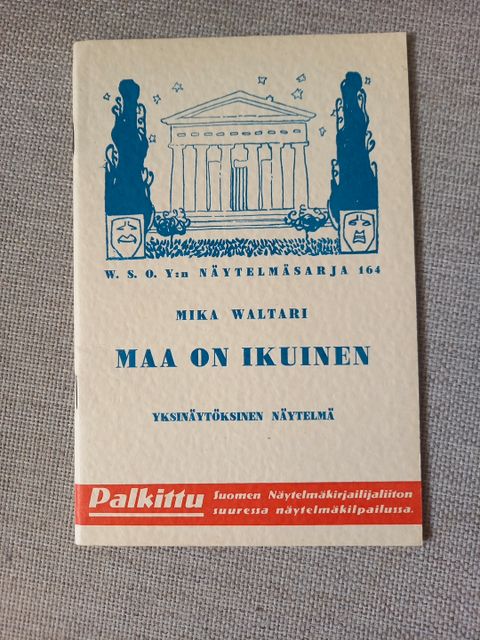 W. S. O. Y:n NÄYTELMÄSARJA 164
MIKA WALTARI
MAA ON IKUINEN
YKSINÄYTÖKSINEN NÄYTELMÄ
Palkittu Suomen Näytelmäkirjailijaliiton
suuressa näytelmäkilpailussa.